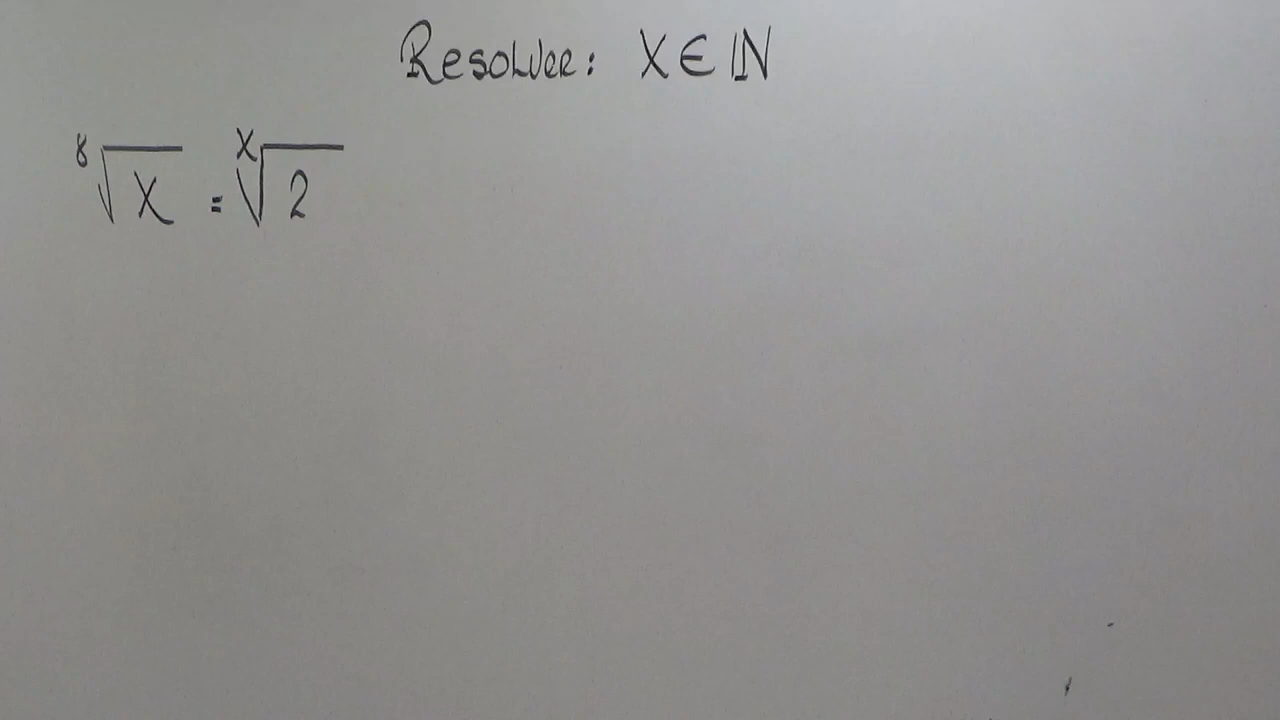 Resolver: X ∈ ℕ
⁸√X = ˣ√2